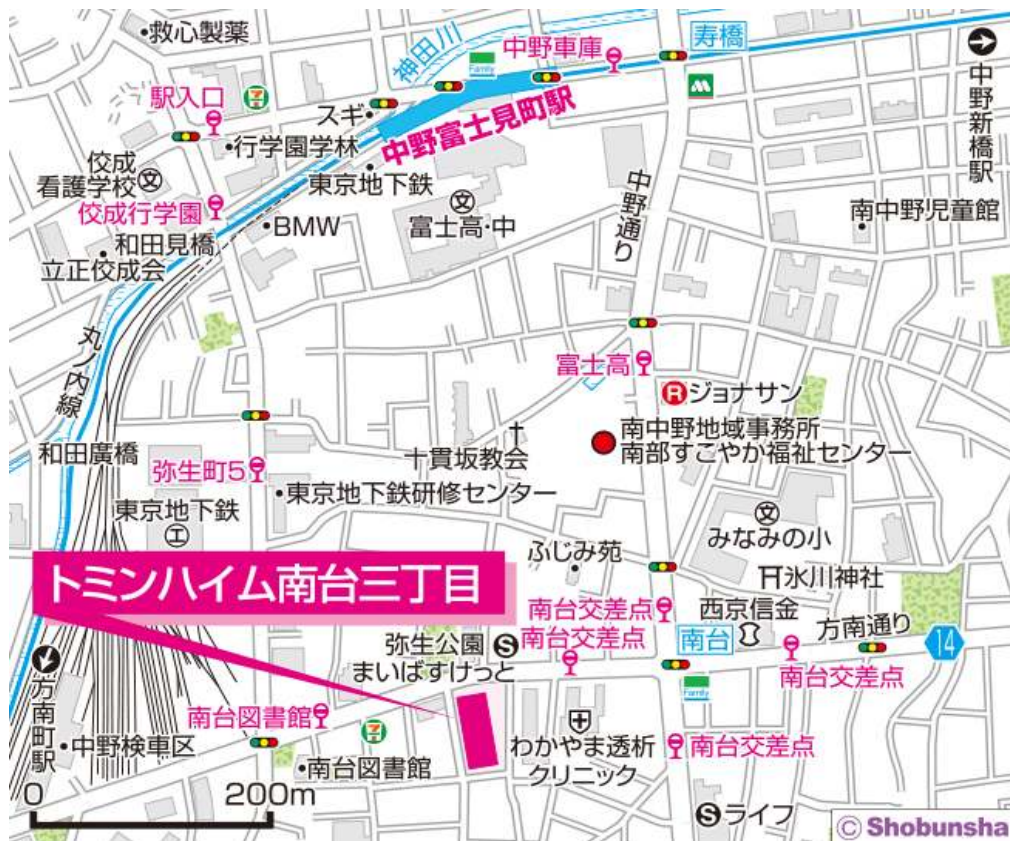 救心製薬
神田川
Family
中野車庫
寿橋
中野新橋駅
駅入口
スギ
中野富士見町駅
行学園学林
東京地下鉄
佼成
看護学校
文
佼成行学園
BMW
文
富士高・中
中野通り
南中野児童館
和田見橋
立正佼成会
丸ノ内線
富士高
R
ジョナサン
南中野地域事務所
南部すこやか福祉センター
和田廣橋
十貫坂教会
弥生町5
東京地下鉄研修センター
東京地下鉄
工
文
みなみの小
ふじみ苑
氷川神社
トミンハイム南台三丁目
南台交差点
西京信金
弥生公園
S
南台交差点
南台
方南通り
14
まいばすけっと
Family
南台交差点
方南町駅
南台図書館
7
わかやま透析
クリニック
南台交差点
中野検車区
南台図書館
0
200m
S
ライフ
© Shobunsha